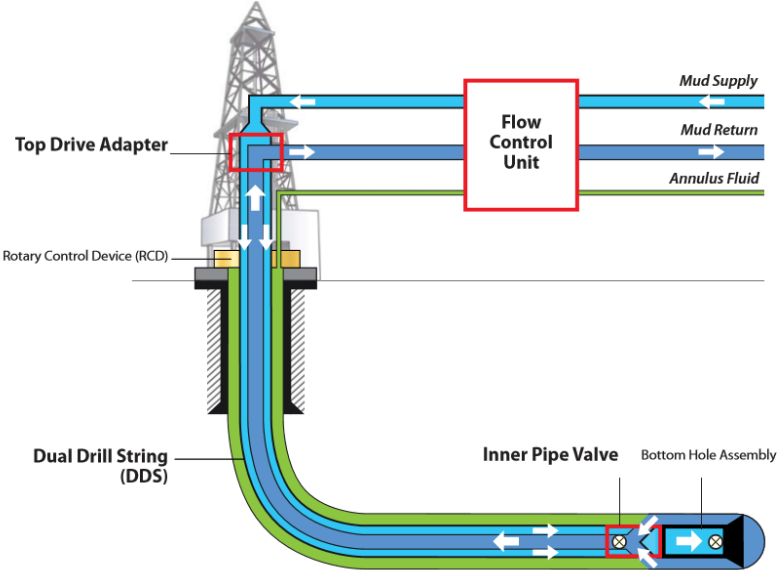 Mud Supply
Flow
Control
Unit
Mud Return
Top Drive Adapter
Annulus Fluid
Rotary Control Device (RCD)
Dual Drill String
(DDS)
Inner Pipe Valve
Bottom Hole Assembly